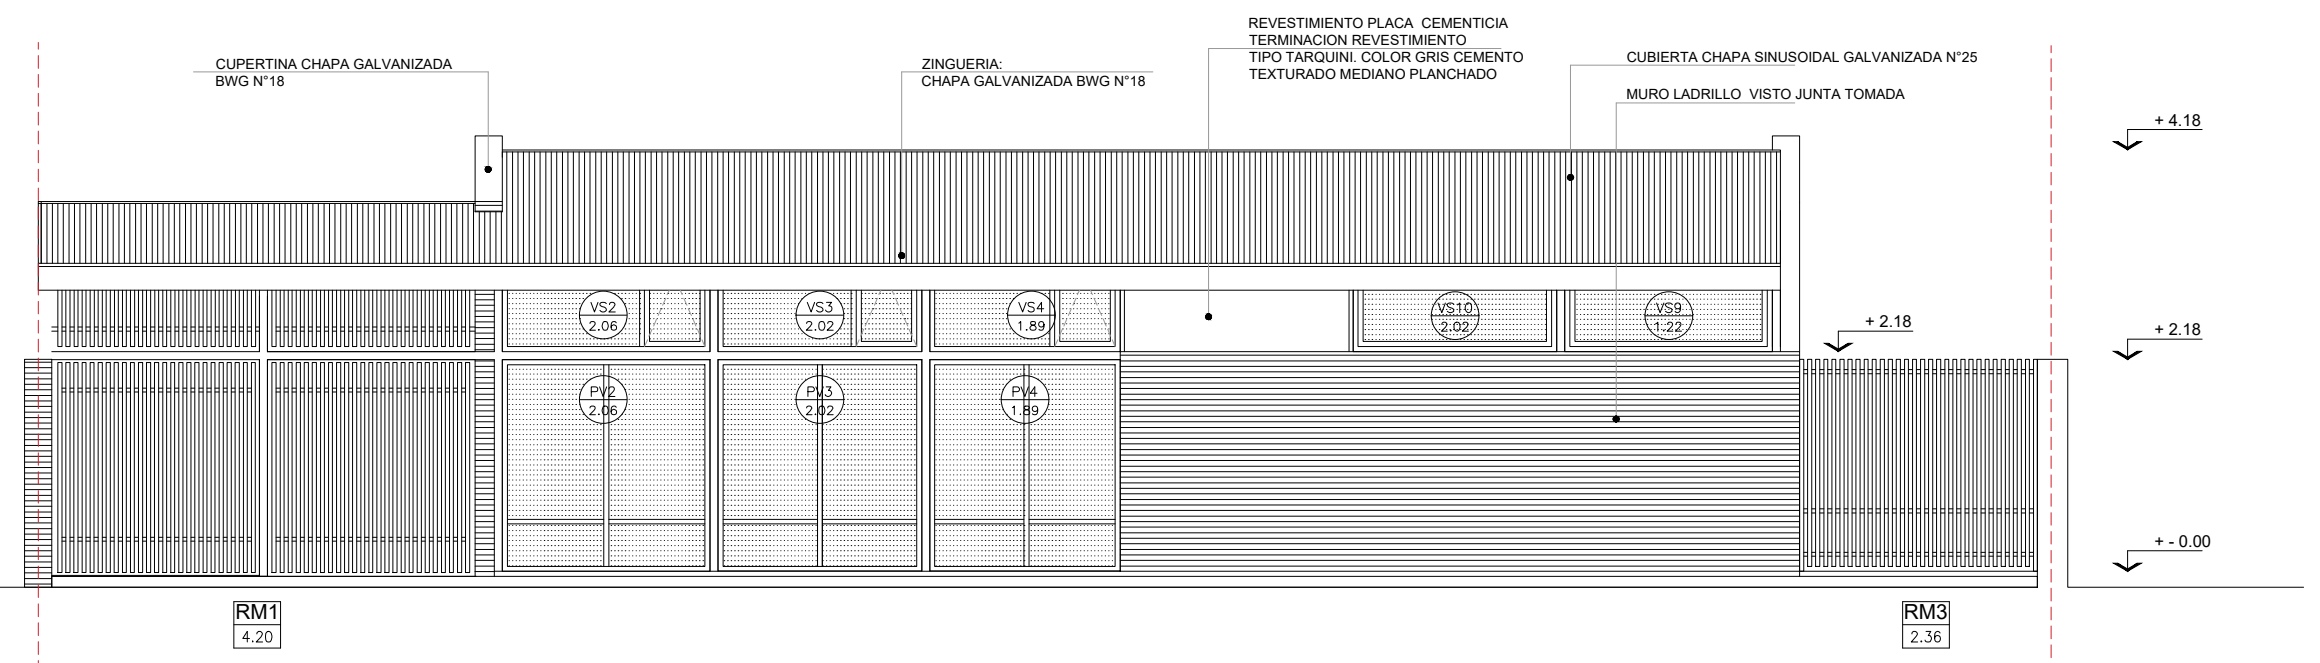 CUPERTINA CHAPA GALVANIZADA
BWG N°18
ZINGUERIA:
CHAPA GALVANIZADA BWG N°18
REVESTIMIENTO PLACA CEMENTICIA
TERMINACION REVESTIMIENTO
TIPO TARQUINI. COLOR GRIS CEMENTO
TEXTURADO MEDIANO PLANCHADO
CUBIERTA CHAPA SINUSOIDAL GALVANIZADA N°25
MURO LADRILLO VISTO JUNTA TOMADA
+ 4.18
VS2
2.06
VS3
2.02
VS4
1.89
VS10
2.02
VS9
1.22
+ 2.18
+ 2.18
PV2
2.06
PV3
2.02
PV4
1.89
+ - 0.00
RM1
4.20
RM3
2.36